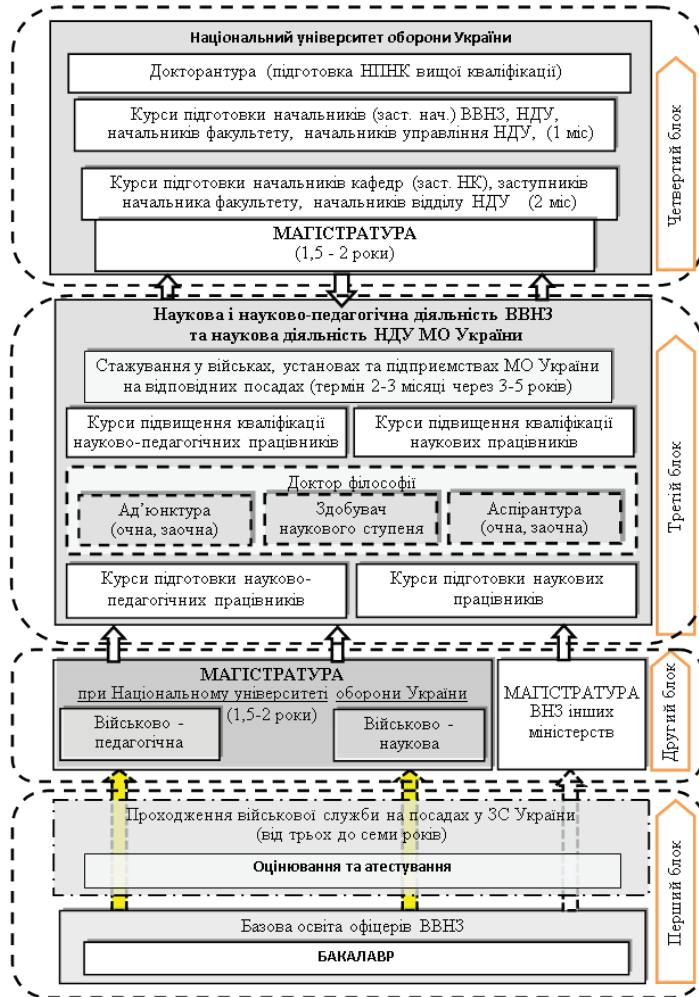 Національний університет оборони України
Докторантура (підготовка НПНК вищої кваліфікації)
Курси підготовки начальників (заст. нач.) ВВНЗ, НДУ,
начальників факультету, начальників управління НДУ, (1 міс)
Курси підготовки начальників кафедр (заст. НК), заступників
начальника факультету, начальників відділу НДУ (2 міс)
МАГІСТРАТУРА
(1,5 - 2 роки)
Четвертий блок
Наукова і науково-педагогічна діяльність ВВНЗ
та наукова діяльність НДУ МО України
Стажування у військах, установах та підприємствах МО України
на відповідних посадах (термін 2-3 місяці через 3-5 років)
Курси підвищення кваліфікації
науково-педагогічних працівників
Курси підвищення кваліфікації
наукових працівників
Доктор філософії
Ад’юнктура
(очна, заочна)
Здобувач
наукового ступеня
Аспірантура
(очна, заочна)
Курси підготовки науково-
педагогічних працівників
Курси підготовки наукових
працівників
Третій блок
МАГІСТРАТУРА
при Національному університеті оборони України
(1,5-2 роки)
Військово -
педагогічна
Військово -
наукова
МАГІСТРАТУРА
ВНЗ інших
міністерств
Другий блок
Проходження військової служби на посадах у ЗС України
(від трьох до семи років)
Оцінювання та атестування
Базова освіта офіцерів ВВНЗ
БАКАЛАВР
Перший блок